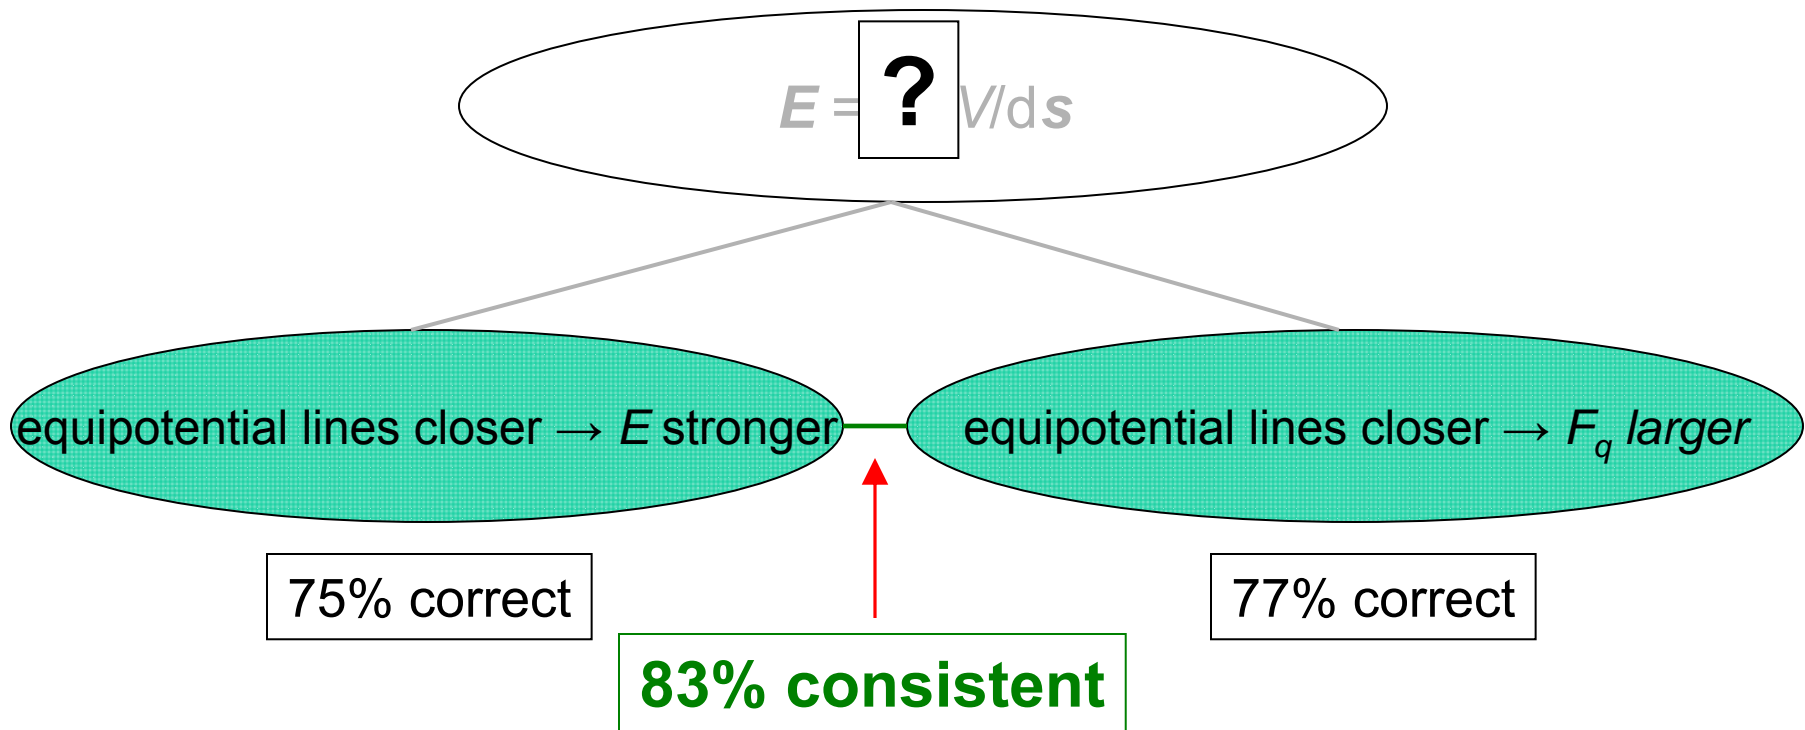 E = ? V/ds
equipotential lines closer → E stronger
equipotential lines closer → Fq larger
75% correct
77% correct
83% consistent